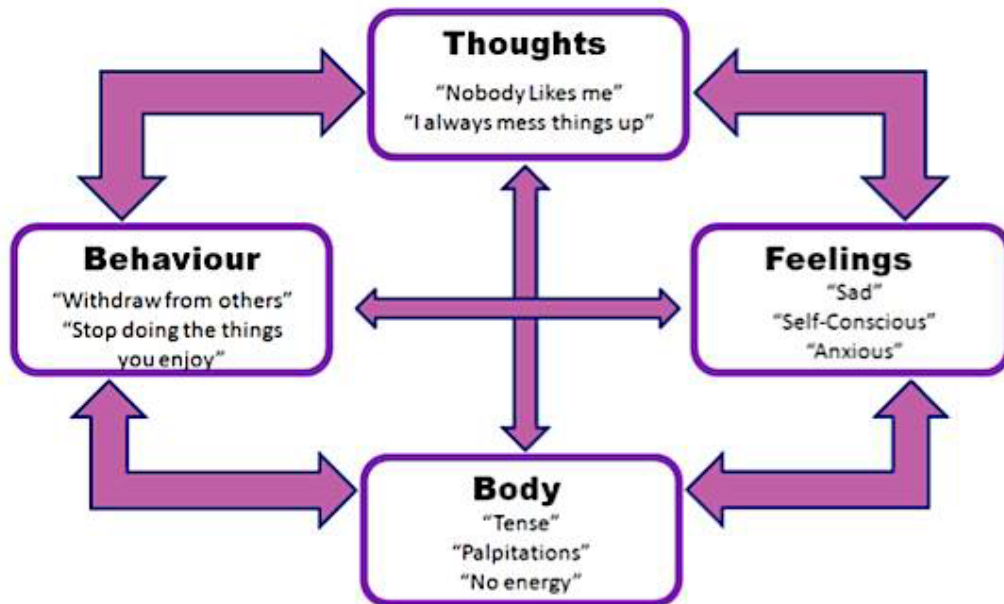 Thoughts
“Nobody Likes me”
“I always mess things up”
Behaviour
“Withdraw from others”
“Stop doing the things
you enjoy”
Feelings
“Sad”
“Self-Conscious”
“Anxious”
Body
“Tense”
“Palpitations”
“No energy”